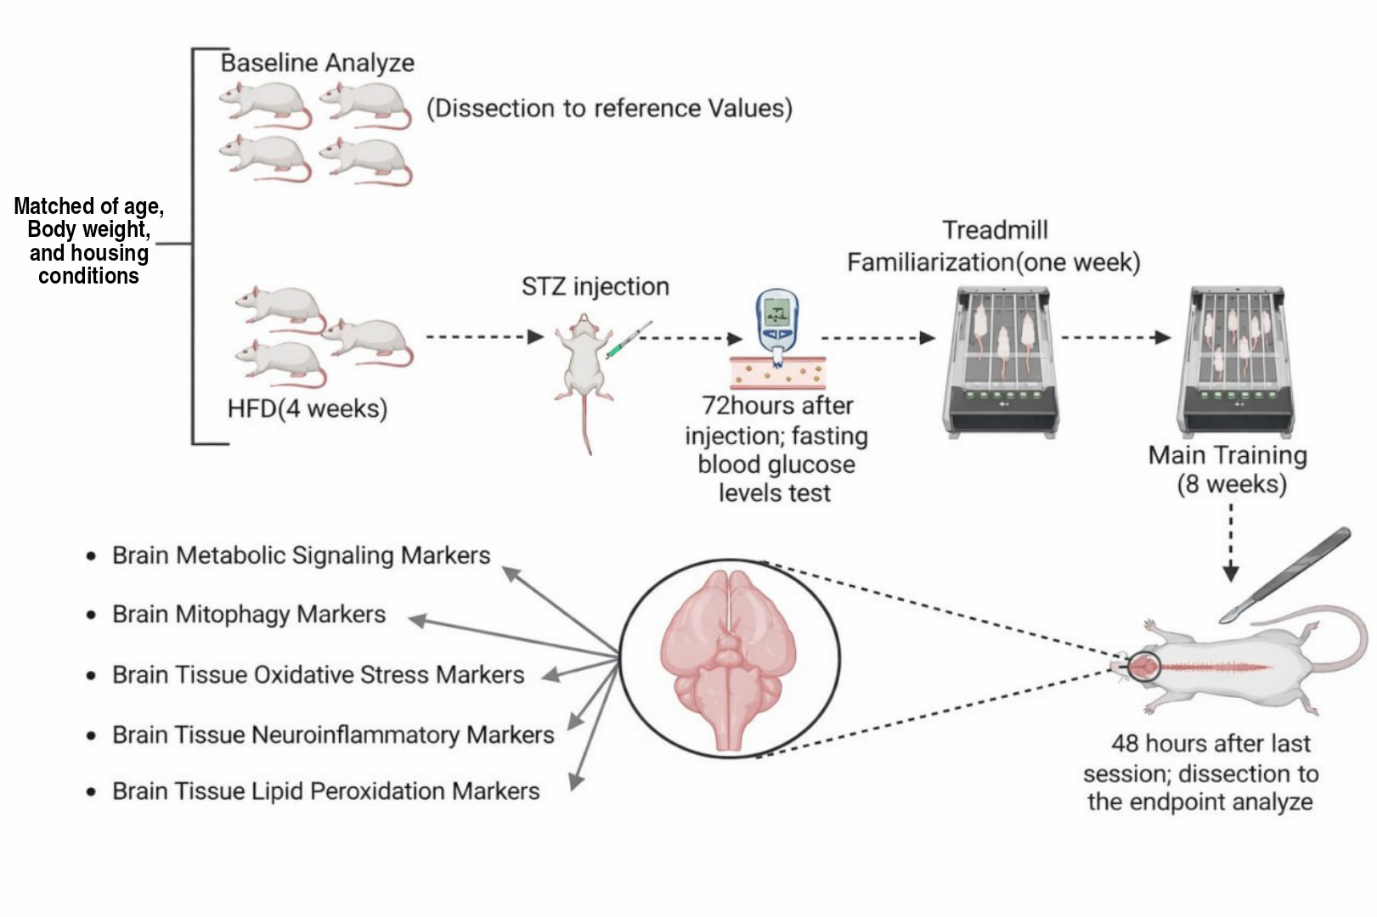 Baseline Analyze
(Dissection to reference Values)
Matched of age,
Body weight,
and housing
conditions
HFD(4 weeks)
STZ injection
72hours after
injection; fasting
blood glucose
levels test
Treadmill
Familiarization(one week)
Main Training
(8 weeks)
48 hours after last
session; dissection to
the endpoint analyze
• Brain Metabolic Signaling Markers
• Brain Mitophagy Markers
• Brain Tissue Oxidative Stress Markers
• Brain Tissue Neuroinflammatory Markers
• Brain Tissue Lipid Peroxidation Markers